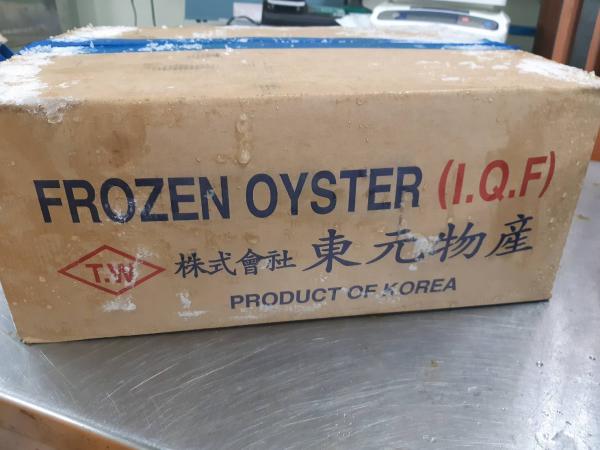 FROZEN OYSTER (I.Q.F)
T.W 株式會社 東元物産
PRODUCT OF KOREA